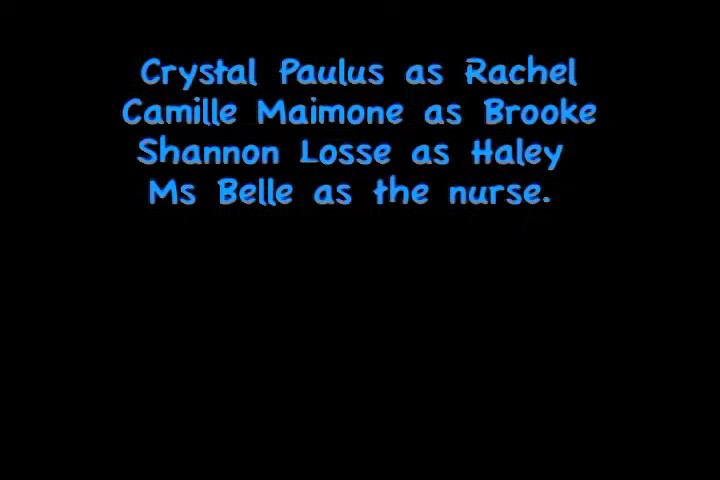 Crystal Paulus as Rachel
Camille Maimone as Brooke
Shannon Losse as Haley
Ms Belle as the nurse.